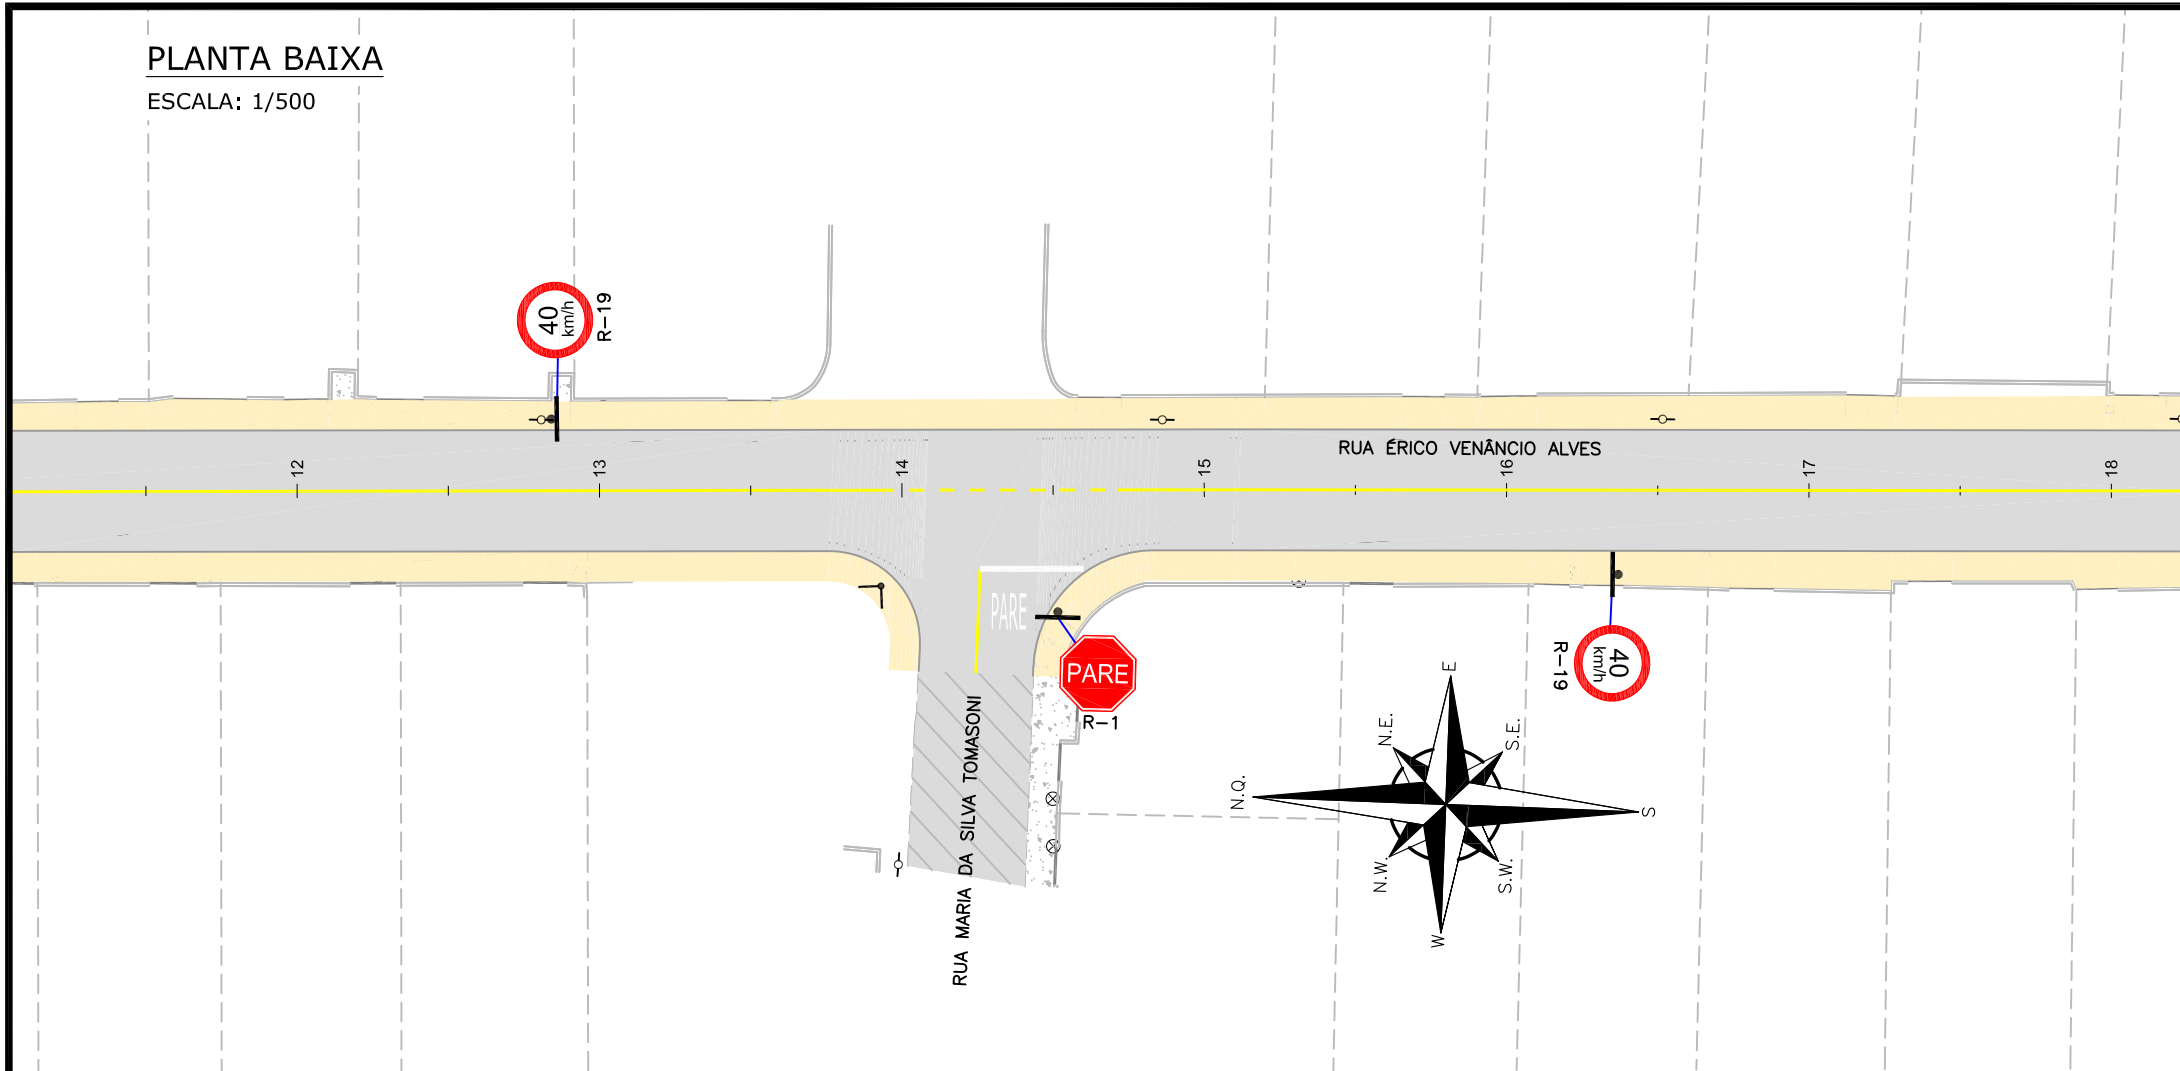 PLANTA BAIXA
ESCALA: 1/500
40
km/h
R-19
RUA ÉRICO VENÂNCIO ALVES
12
13
14
15
16
17
18
PARE
PARE
R-1
40
km/h
R-19
RUA MARIA DA SILVA TOMASONI
E
N.E.
S.E.
N.Q.
S
N.W.
S.W.
W